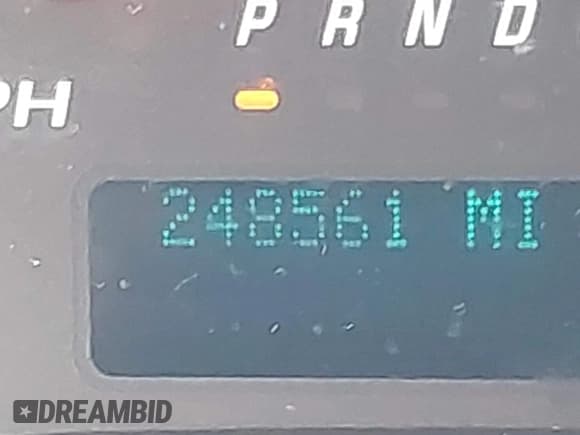 P R N D
PH
248561 MI
DREAMBID